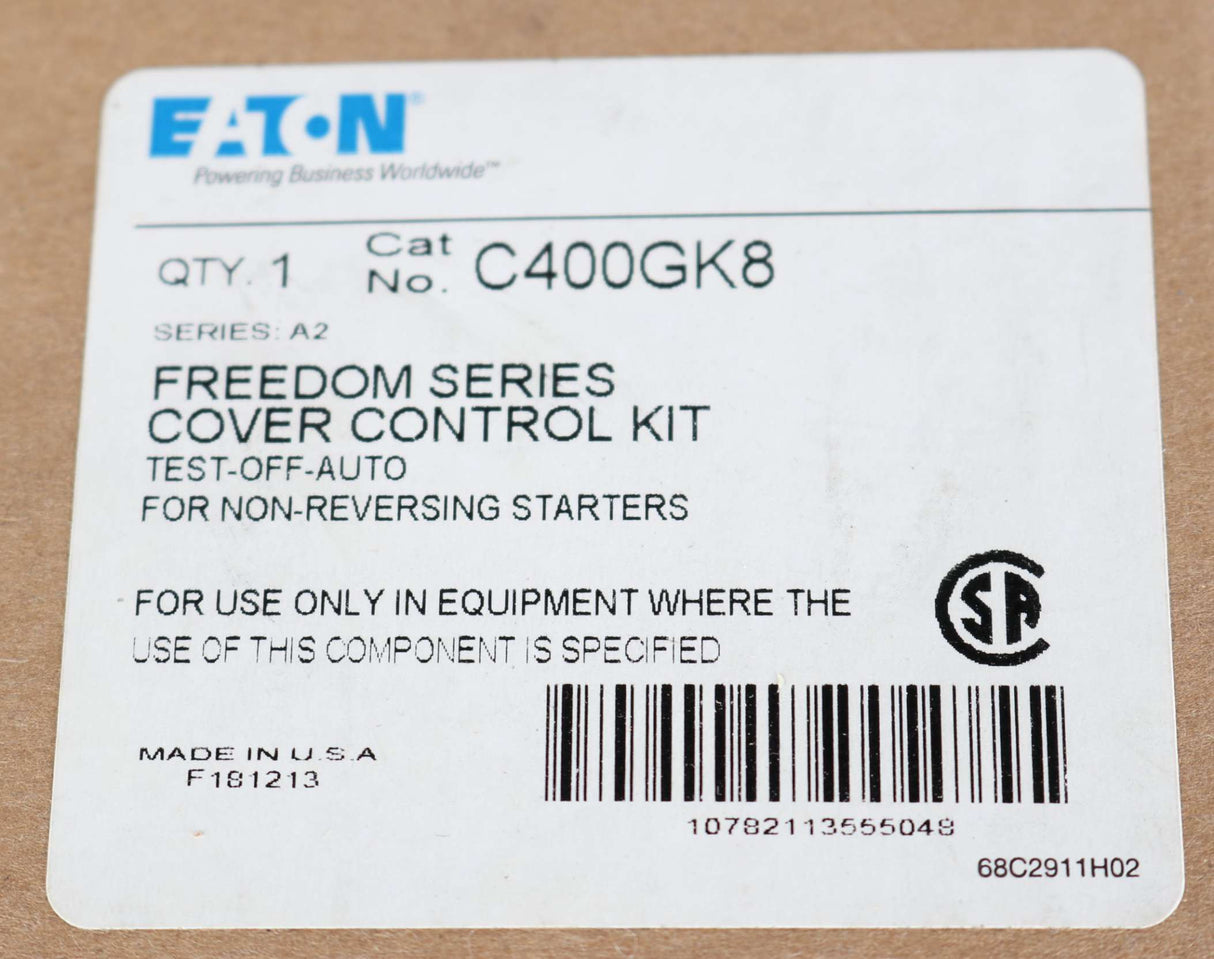 EATON®
Powering Business Worldwide™
QTY. 1 Cat No. C400GK8
SERIES: A2
FREEDOM SERIES
COVER CONTROL KIT
TEST-OFF-AUTO
FOR NON-REVERSING STARTERS
FOR USE ONLY IN EQUIPMENT WHERE THE
USE OF THIS COMPONENT IS SPECIFIED
CSA
MADE IN U.S.A
F181213
10782113555048
68C2911H02